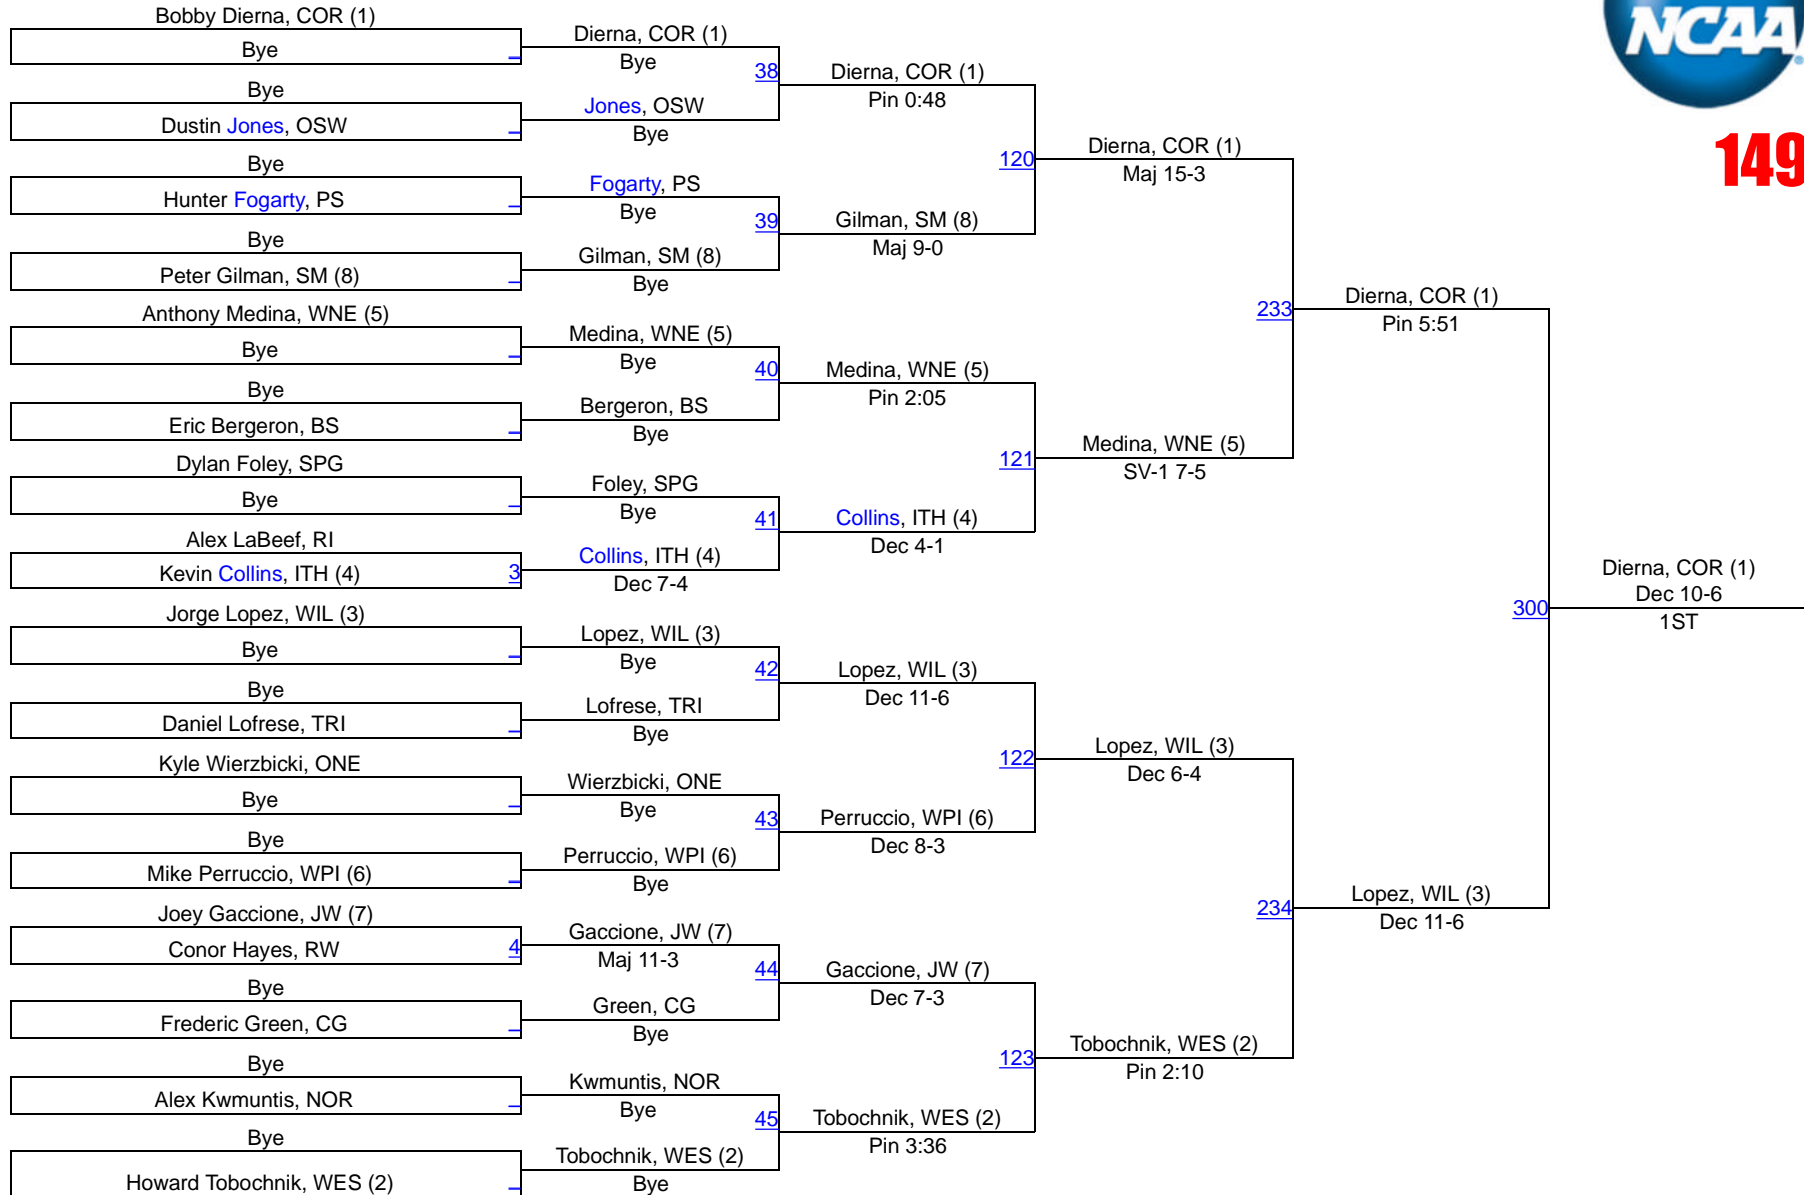 Bobby Dierna, COR (1)
Bye
Bye
Dustin Jones, OSW
Bye
Hunter Fogarty, PS
Bye
Peter Gilman, SM (8)
Anthony Medina, WNE (5)
Bye
Bye
Eric Bergeron, BS
Dylan Foley, SPG
Bye
Alex LaBeef, RI
Kevin Collins, ITH (4)
3
Jorge Lopez, WIL (3)
Bye
Bye
Daniel Lofrese, TRI
Kyle Wierzbicki, ONE
Bye
Bye
Mike Perruccio, WPI (6)
Joey Gaccione, JW (7)
Conor Hayes, RW
4
Bye
Frederic Green, CG
Bye
Alex Kwmuntis, NOR
Bye
Howard Tobochnik, WES (2)
Dierna, COR (1)
Bye
38
Jones, OSW
Bye
Fogarty, PS
Bye
39
Gilman, SM (8)
Bye
Medina, WNE (5)
Bye
40
Bergeron, BS
Bye
Foley, SPG
Bye
41
Collins, ITH (4)
Dec 7-4
Lopez, WIL (3)
Bye
42
Lofrese, TRI
Bye
Wierzbicki, ONE
Bye
43
Perruccio, WPI (6)
Bye
Gaccione, JW (7)
Maj 11-3
44
Green, CG
Bye
Kwmuntis, NOR
Bye
45
Tobochnik, WES (2)
Bye
Dierna, COR (1)
Pin 0:48
120
Gilman, SM (8)
Maj 9-0
Medina, WNE (5)
Pin 2:05
121
Collins, ITH (4)
Dec 4-1
Lopez, WIL (3)
Dec 11-6
122
Perruccio, WPI (6)
Dec 8-3
Gaccione, JW (7)
Dec 7-3
123
Tobochnik, WES (2)
Pin 3:36
Dierna, COR (1)
Maj 15-3
233
Medina, WNE (5)
SV-1 7-5
Lopez, WIL (3)
Dec 6-4
234
Tobochnik, WES (2)
Pin 2:10
Dierna, COR (1)
Pin 5:51
300
Lopez, WIL (3)
Dec 11-6
Dierna, COR (1)
Dec 10-6
1ST
NCAA
149